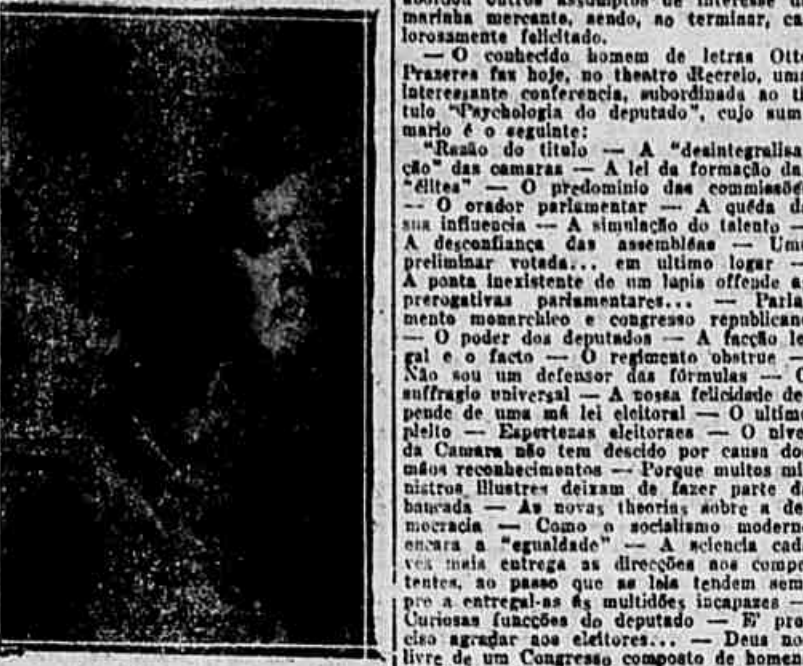 abordou outros assumptos de interesse d
marinha mercante, sendo, ao terminar, ca
lorosamente felicitado.
— O conhecido homem de letras Otto
Prazeres faz hoje, no theatro Recreio, uma
interessante conferencia, subordinada ao ti
tulo "Psychologia do deputado", cujo sum
mario é o seguinte:
"Razão do titulo — A "desintegralisa
ção" das camaras — A lei da formação da
"élites" — O predominio das commissõe
— O orador parlamentar — A quéda d
sua influencia — A simulação do talento —
A desconfiança das assembléas — Um
preliminar votada... em ultimo logar —
A ponta inexistente de um lapis offende a
prerogativas parlamentares... — Parla
mento monarchico e congresso republican
— O poder dos deputados — A facção le
gal e o facto — O regimento obstrue —
Não sou um defensor das fórmulas — O
suffragio universal — A nossa felicidade de
pende de uma má lei eleitoral — O ultim
pleito — Espertezas eleitoraes — O nive
da Camara não tem descido por causa do
máos reconhecimentos — Porque muitos mi
nistros illustres deixam de fazer parte d
bancada — As novas theorias sobre a de
mocracia — Como o socialismo modern
encara a "egualdade" — A sciencia cad
vez mais entrega as direcções aos compe
tentes, ao passo que as leis tendem sem
pre a entregal-as ás multidões incapazes —
Curiosas funcções do deputado — E' pre
ciso agradar aos eleitores... — Deus no
livre de um Congresso composto de homen